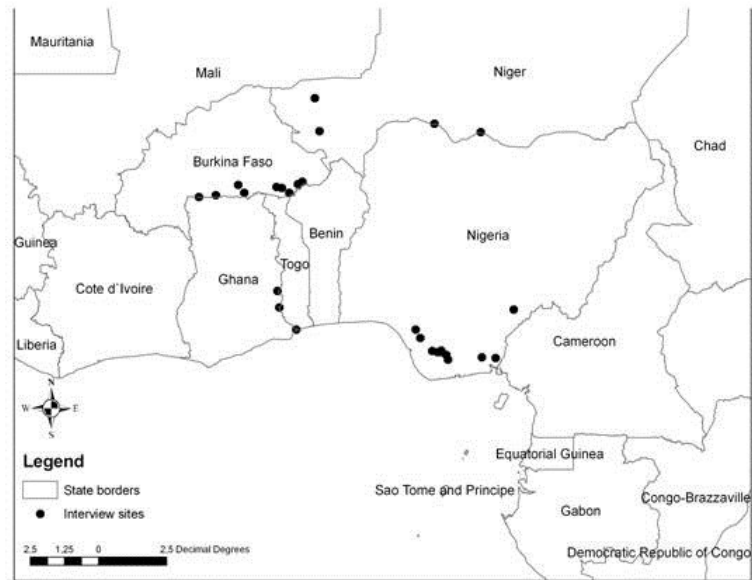 Mauritania
Mali
Niger
Chad
Burkina Faso
Benin
Nigeria
Guinea
Togo
Ghana
Cote d´Ivoire
Liberia
Cameroon
N
W E
S
Legend
State borders
Interview sites
Equatorial Guinea
Sao Tome and Principe
Gabon
Congo-Brazzaville
Democratic Republic of Congo
2,5 1,25 0 2,5 Decimal Degrees